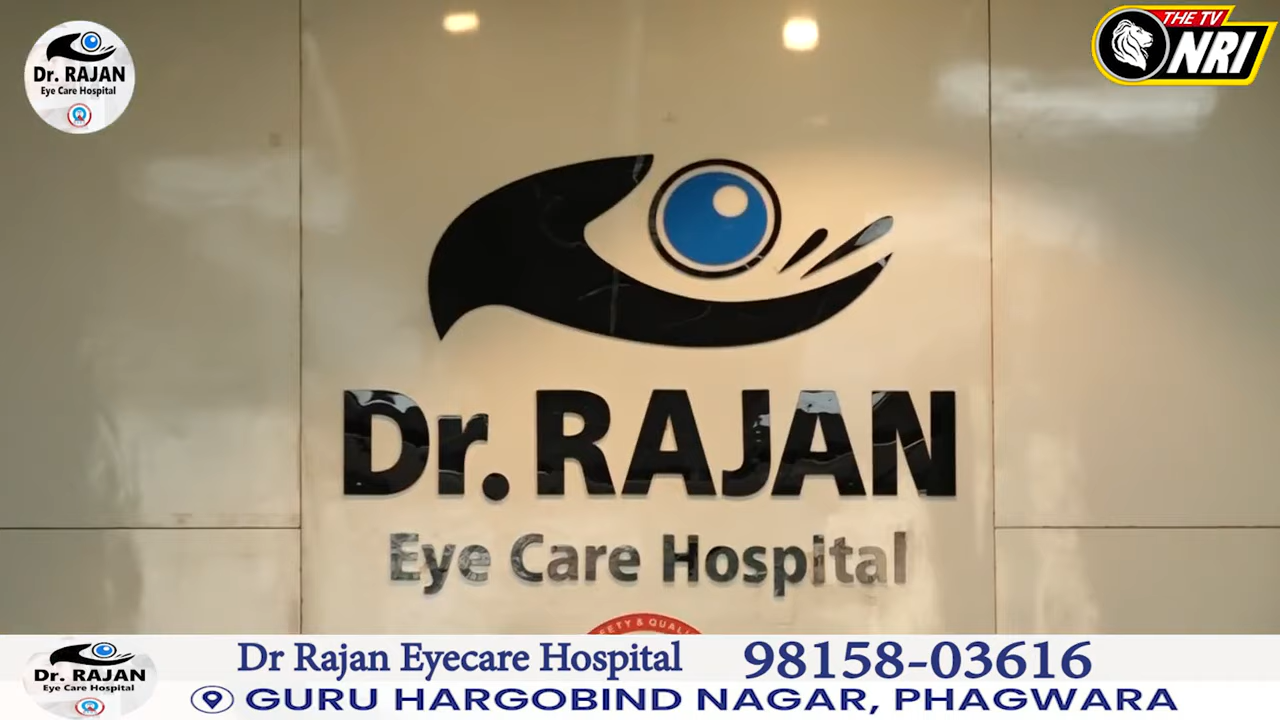 Dr. RAJAN
Eye Care Hospital
THE TV
NRI
Dr. RAJAN
Eye Care Hospital
Dr. RAJAN
Eye Care Hospital
Dr Rajan Eyecare Hospital
98158-03616
GURU HARGOBIND NAGAR, PHAGWARA